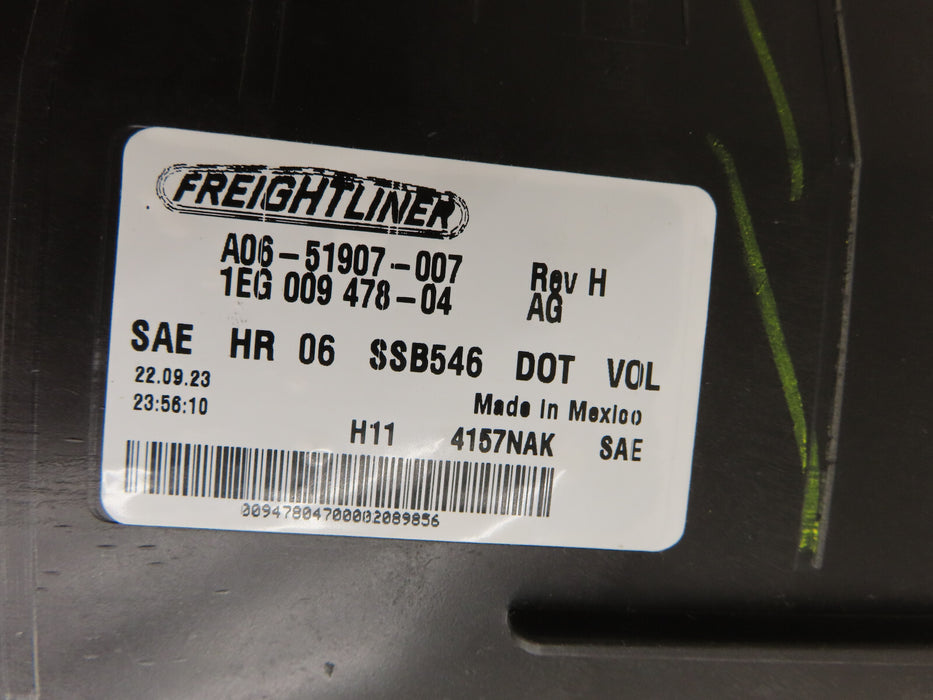 FREIGHTLINER
A06-51907-007 Rev H
1EG 009 478-04 AG
SAE HR 06 SSB546 DOT VOL
22.09.23 Made in Mexico
23:56:10 H11 4157NAK SAE
00947804700002089856